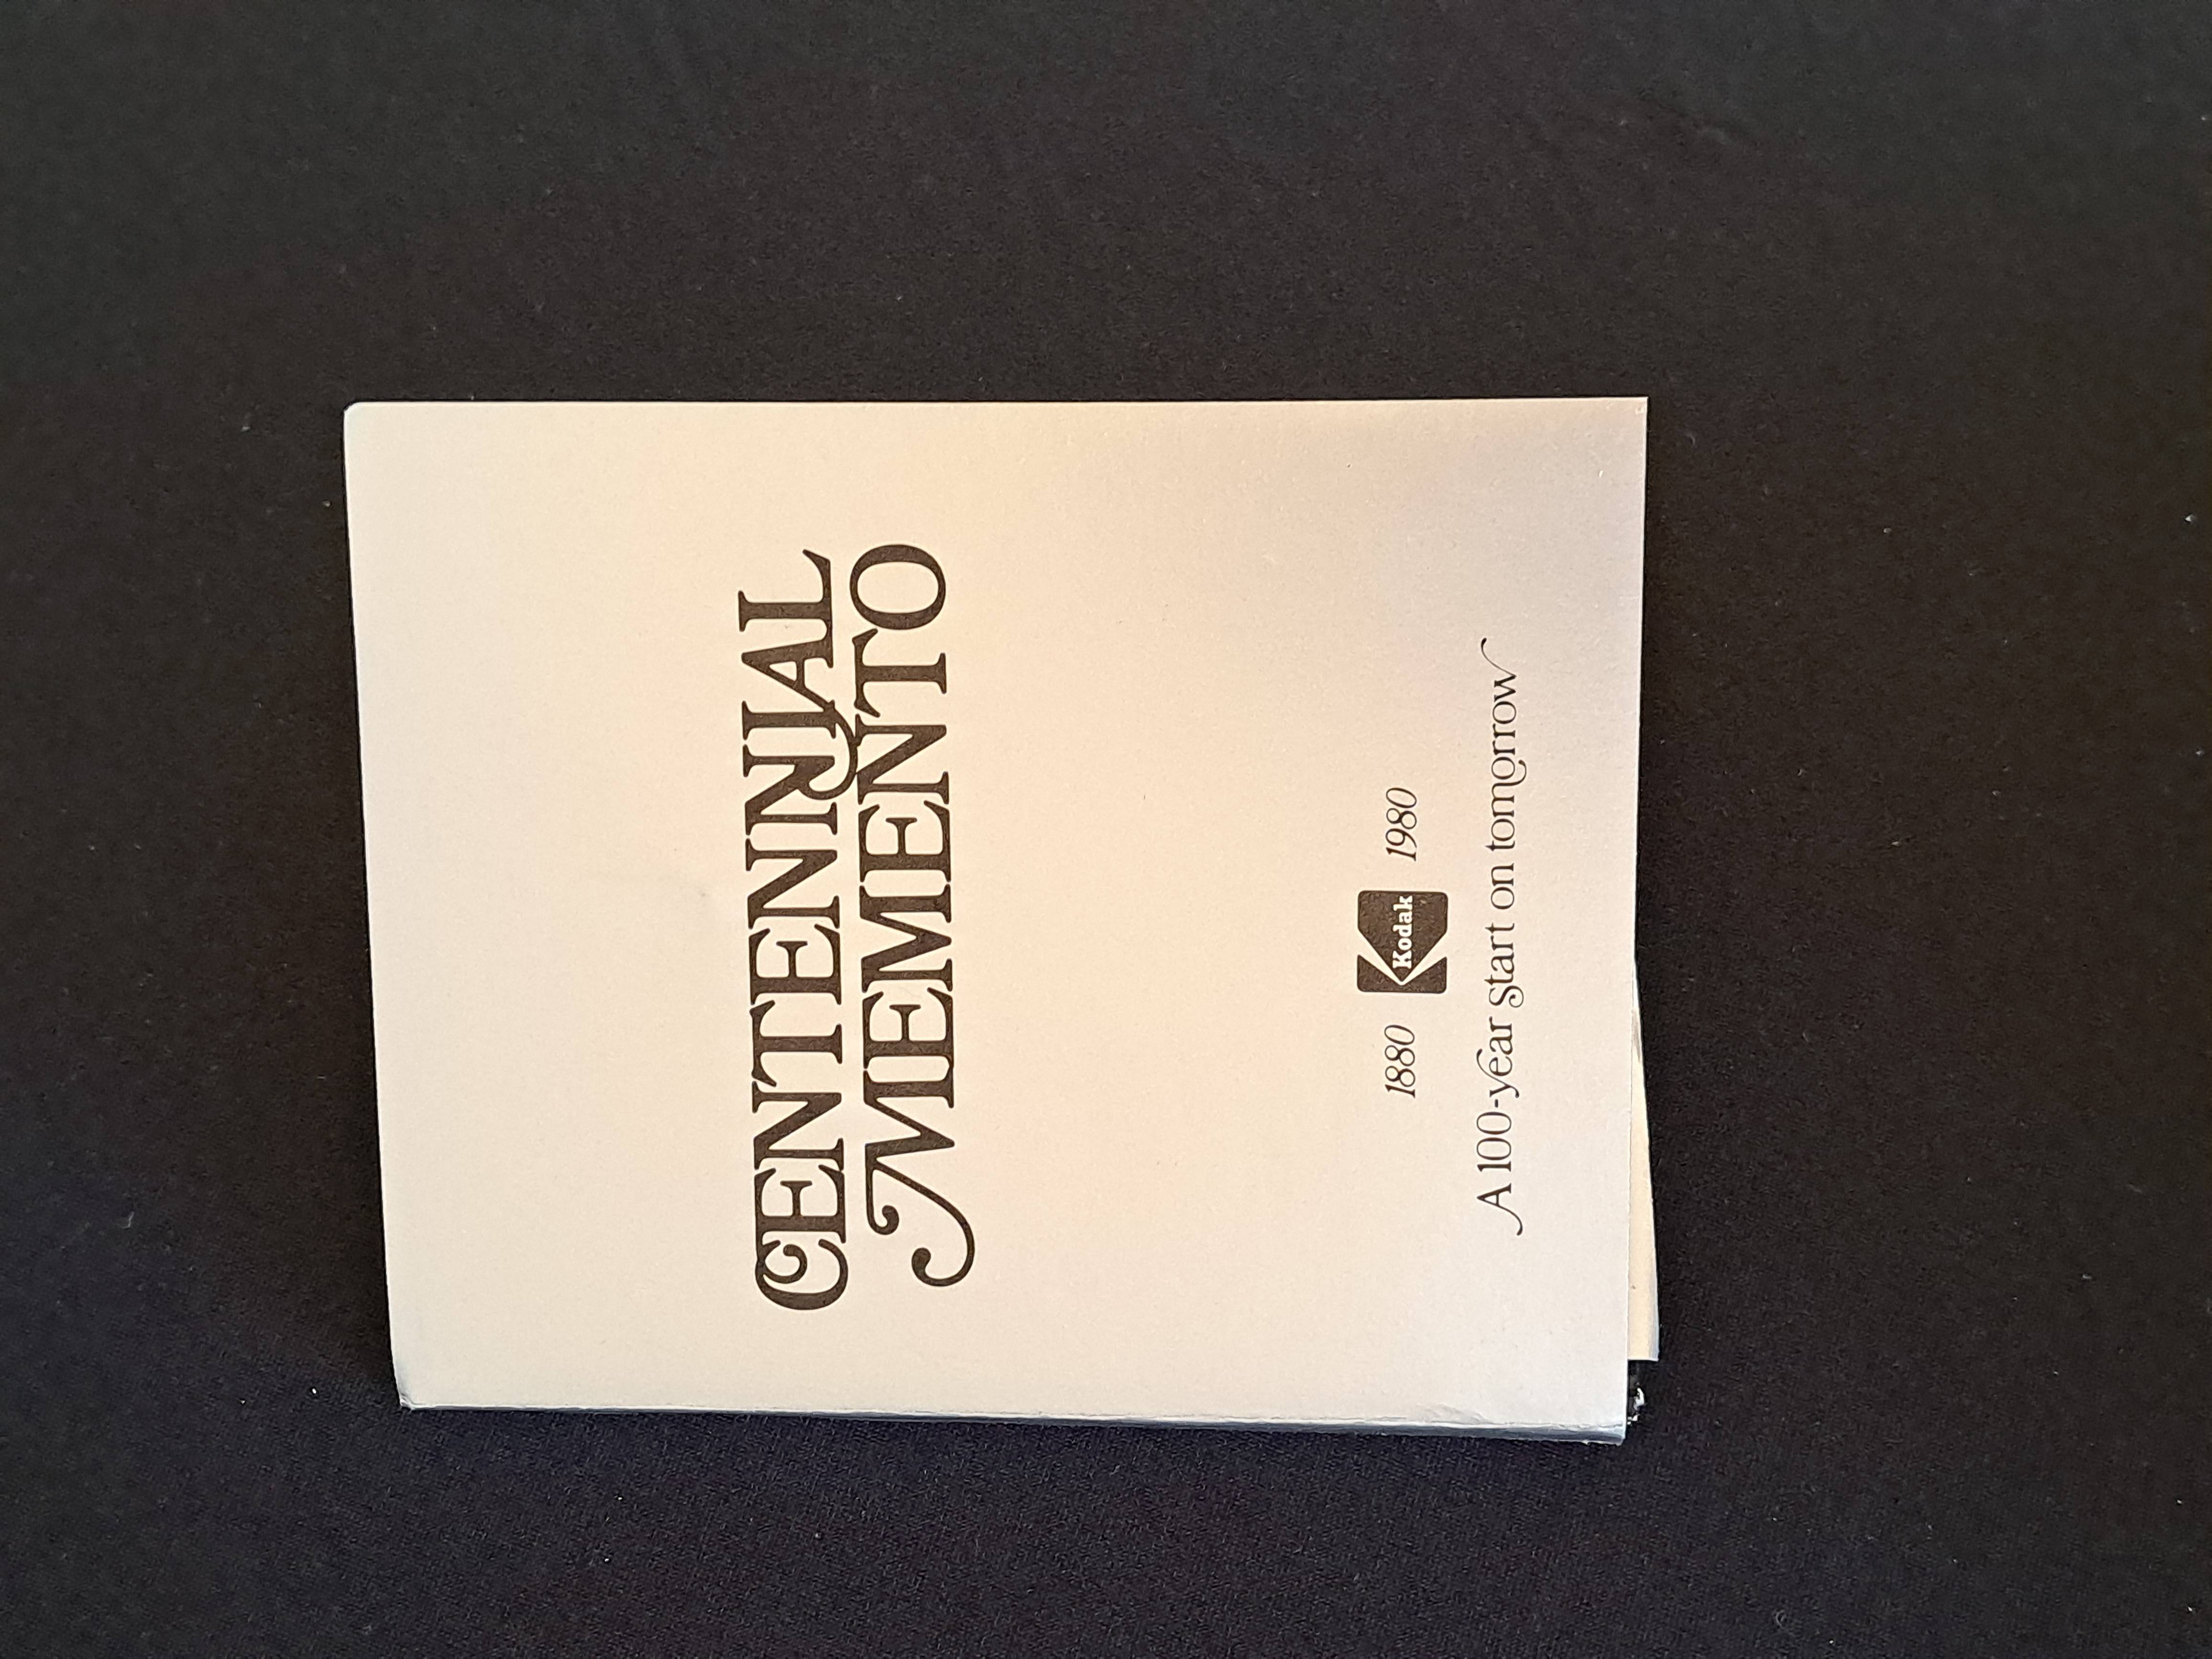 CENTENNIAL
MEMENTO
1880 Kodak 1980
A 100-year start on tomorrow